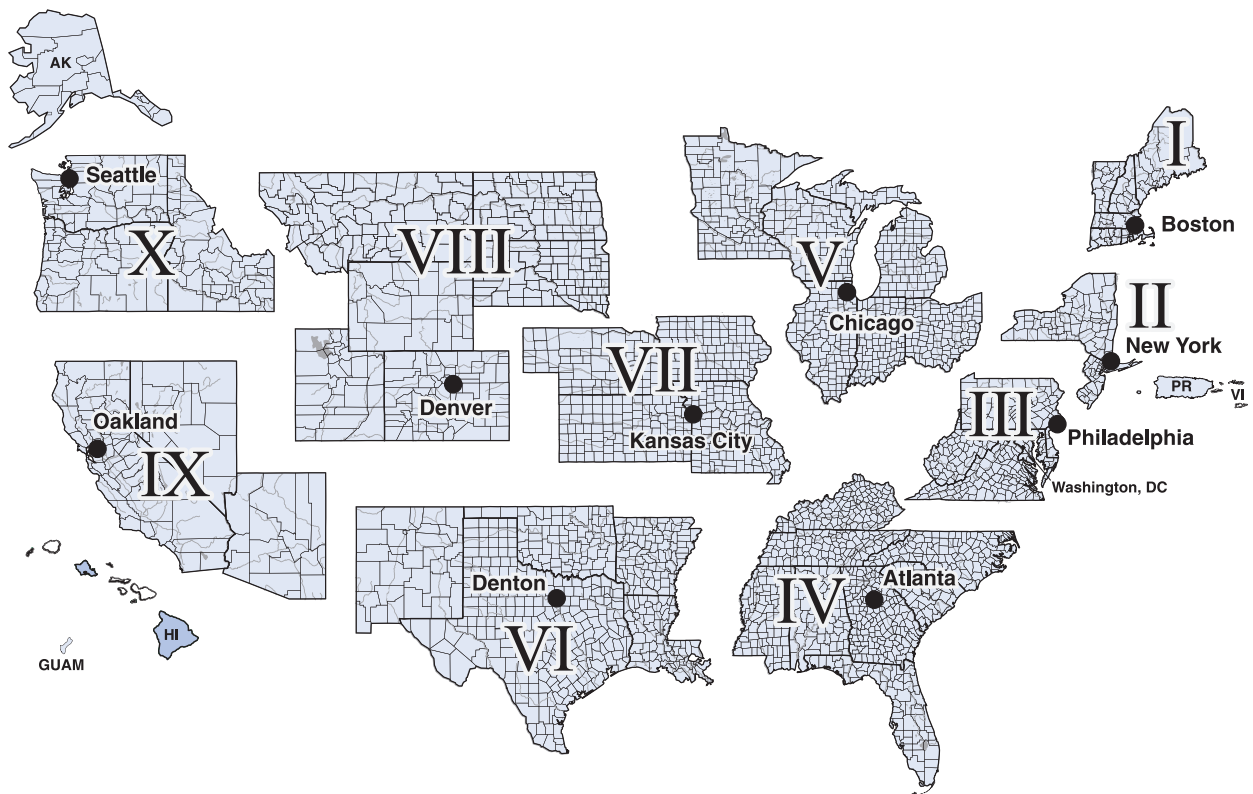 AK
I
Seattle
Boston
X
VIII
V
II
Chicago
New York
VII
PR
VI
Denver
Oakland
Kansas City
III
Philadelphia
IX
Washington, DC
Denton
Atlanta
IV
VI
HI
GUAM